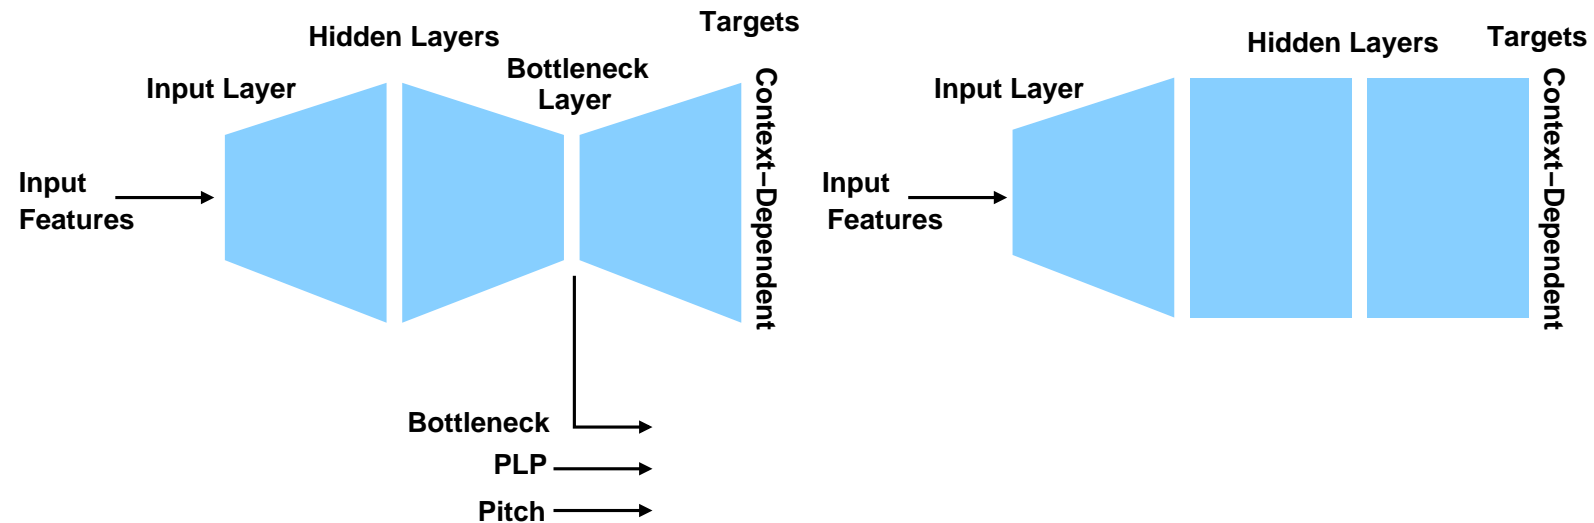 Targets
Hidden Layers
Bottleneck
Layer
Input Layer
Input
Features
Context−Dependent
Bottleneck
PLP
Pitch
Targets
Hidden Layers
Input Layer
Input
Features
Context−Dependent